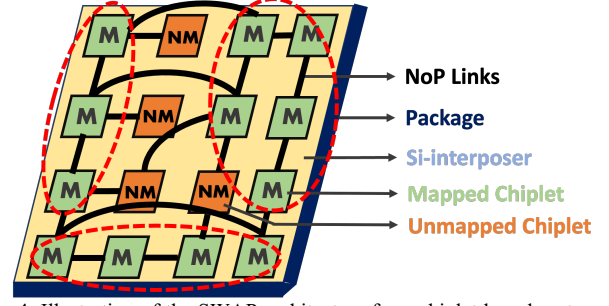 M NM M M
NoP Links
M NM M M
Package
Si-interposer
M NM NM M
Mapped Chiplet
Unmapped Chiplet
M M M M